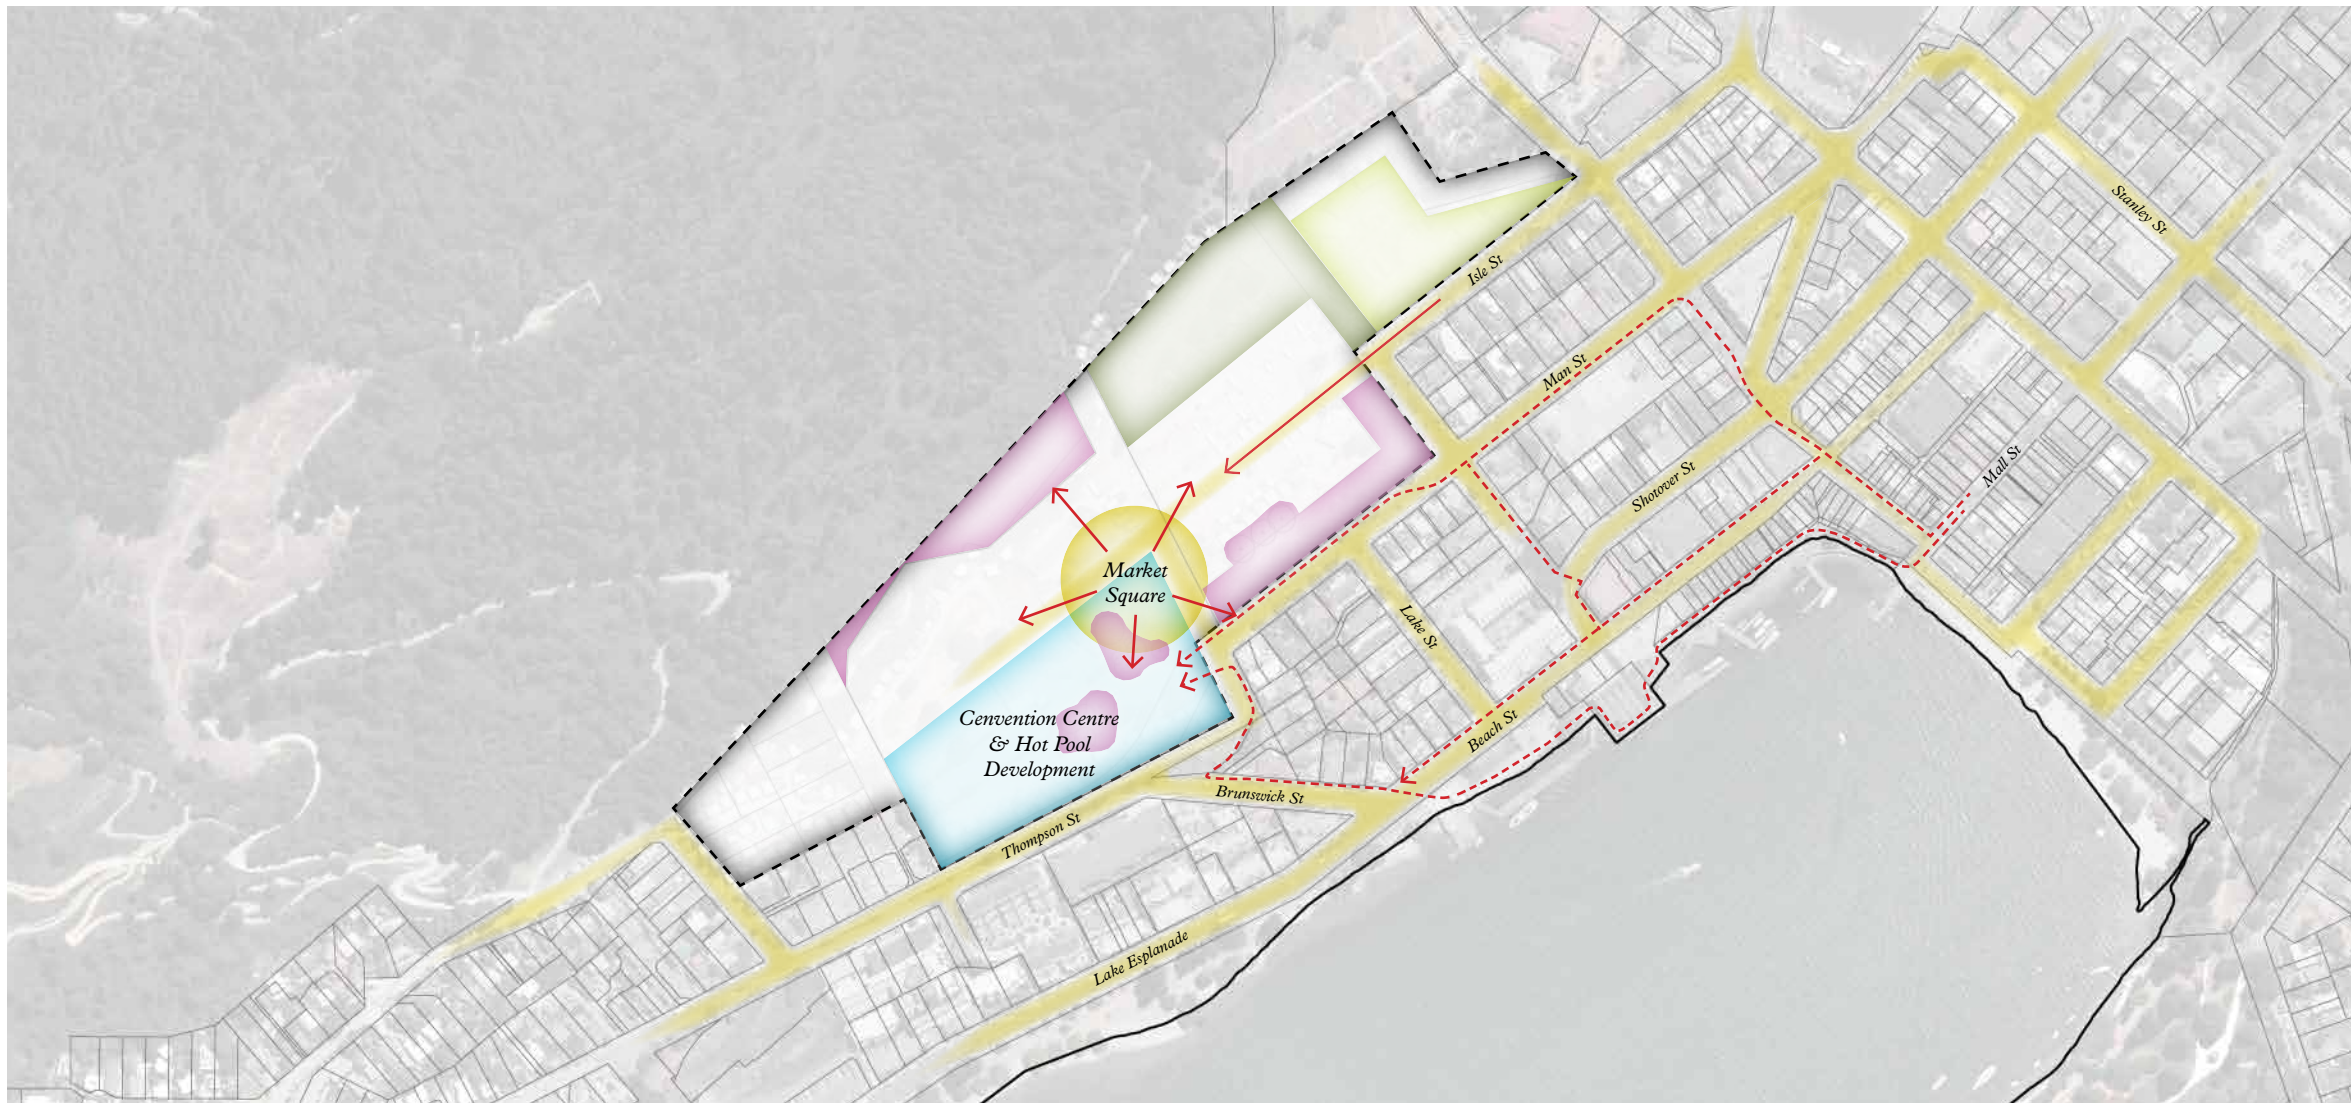 Stanley St
Isle St
Man St
Mall St
Shotover St
Market
Square
Lake St
Cenvention Centre
& Hot Pool
Development
Beach St
Brunswick St
Thompson St
Lake Esplanade